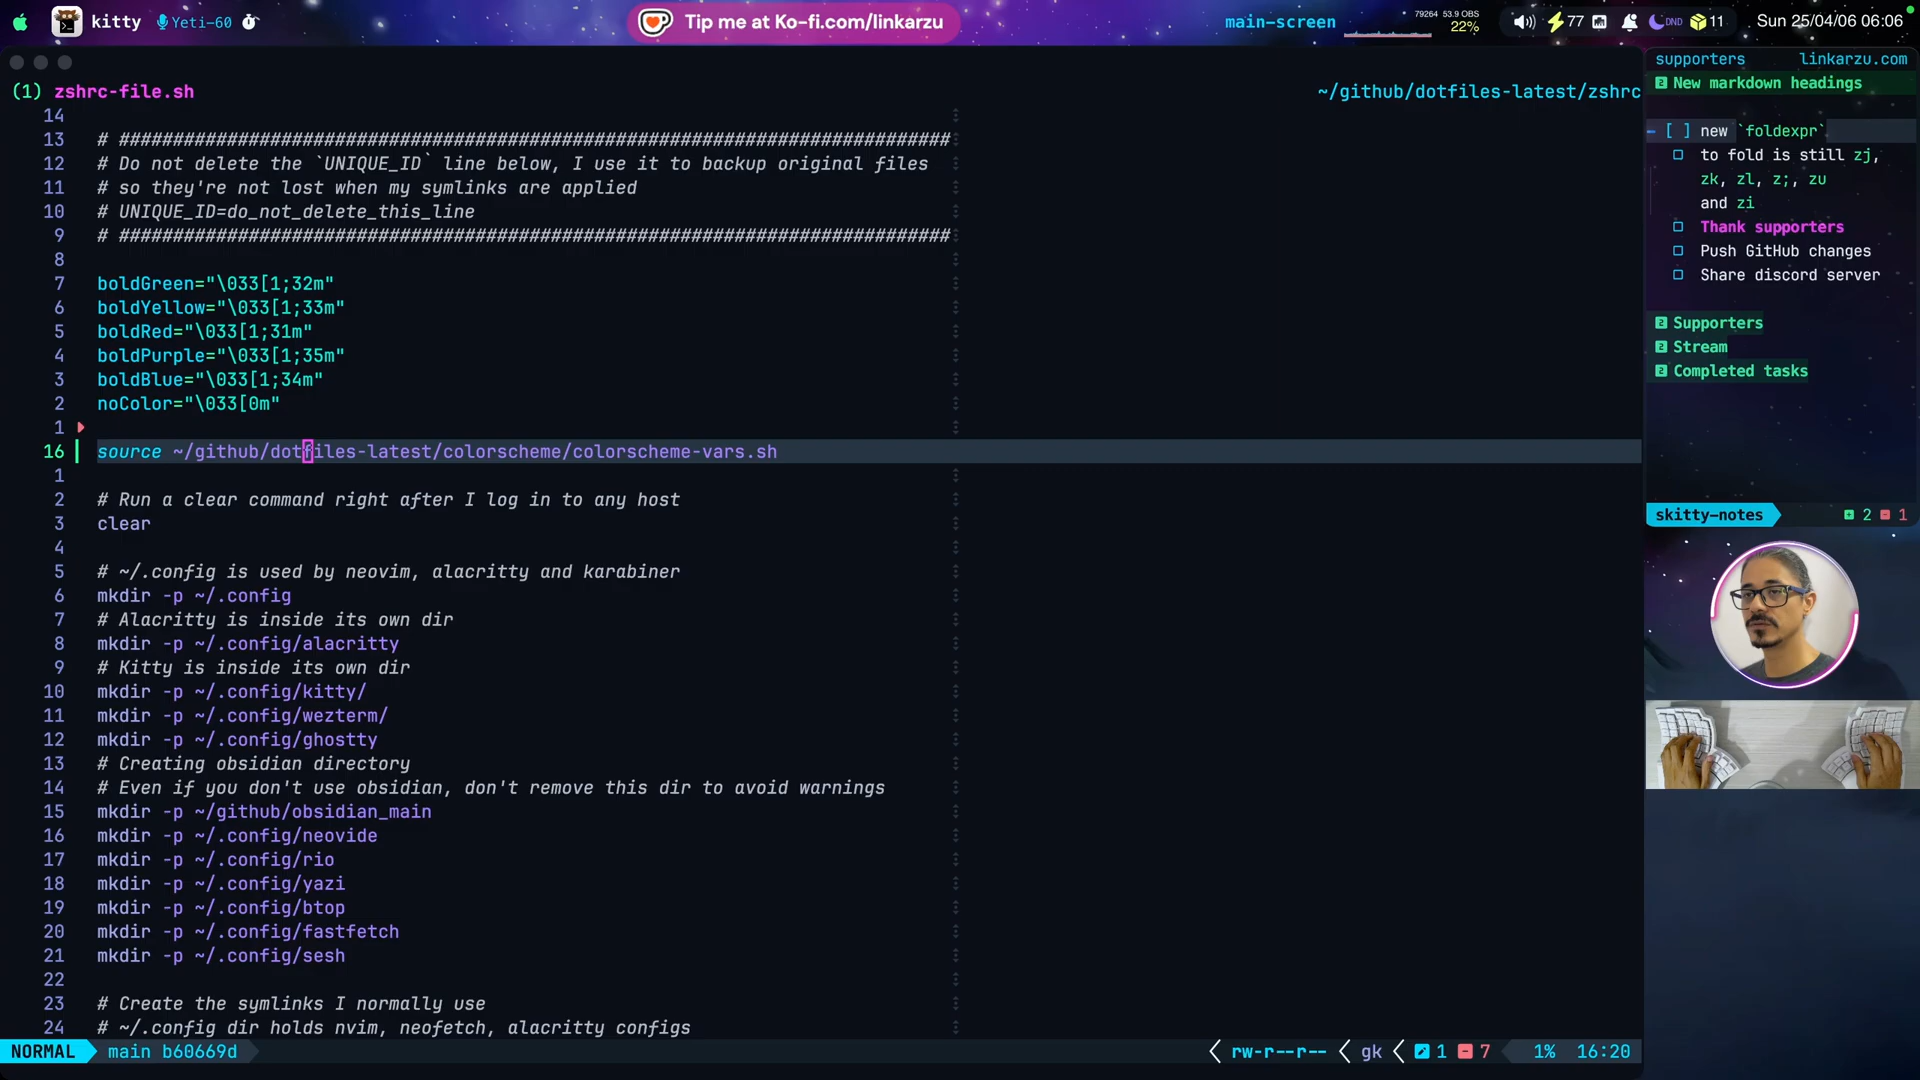 kitty Yeti-60
Tip me at Ko-fi.com/linkarzu
main-screen
79264 53.9 OBS
22%
77 DND 11 Sun 25/04/06 06:06
(1) zshrc-file.sh ~/github/dotfiles-latest/zshrc
14
13 # #############################################################################
12 # Do not delete the `UNIQUE_ID` line below, I use it to backup original files
11 # so they're not lost when my symlinks are applied
10 # UNIQUE_ID=do_not_delete_this_line
9 # #############################################################################
8
7 boldGreen="\033[1;32m"
6 boldYellow="\033[1;33m"
5 boldRed="\033[1;31m"
4 boldPurple="\033[1;35m"
3 boldBlue="\033[1;34m"
2 noColor="\033[0m"
1
16 source ~/github/dotfiles-latest/colorscheme/colorscheme-vars.sh
1
2 # Run a clear command right after I log in to any host
3 clear
4
5 # ~/.config is used by neovim, alacritty and karabiner
6 mkdir -p ~/.config
7 # Alacritty is inside its own dir
8 mkdir -p ~/.config/alacritty
9 # Kitty is inside its own dir
10 mkdir -p ~/.config/kitty/
11 mkdir -p ~/.config/wezterm/
12 mkdir -p ~/.config/ghostty
13 # Creating obsidian directory
14 # Even if you don't use obsidian, don't remove this dir to avoid warnings
15 mkdir -p ~/github/obsidian_main
16 mkdir -p ~/.config/neovide
17 mkdir -p ~/.config/rio
18 mkdir -p ~/.config/yazi
19 mkdir -p ~/.config/btop
20 mkdir -p ~/.config/fastfetch
21 mkdir -p ~/.config/sesh
22
23 # Create the symlinks I normally use
24 # ~/.config dir holds nvim, neofetch, alacritty configs
NORMAL main b60669d rw-r--r-- gk 1 7 1% 16:20
supporters linkarzu.com
2 New markdown headings
[ ] new `foldexpr`
to fold is still zj,
zk, zl, z;, zu
and zi
Thank supporters
Push GitHub changes
Share discord server
2 Supporters
2 Stream
2 Completed tasks
skitty-notes 2 1